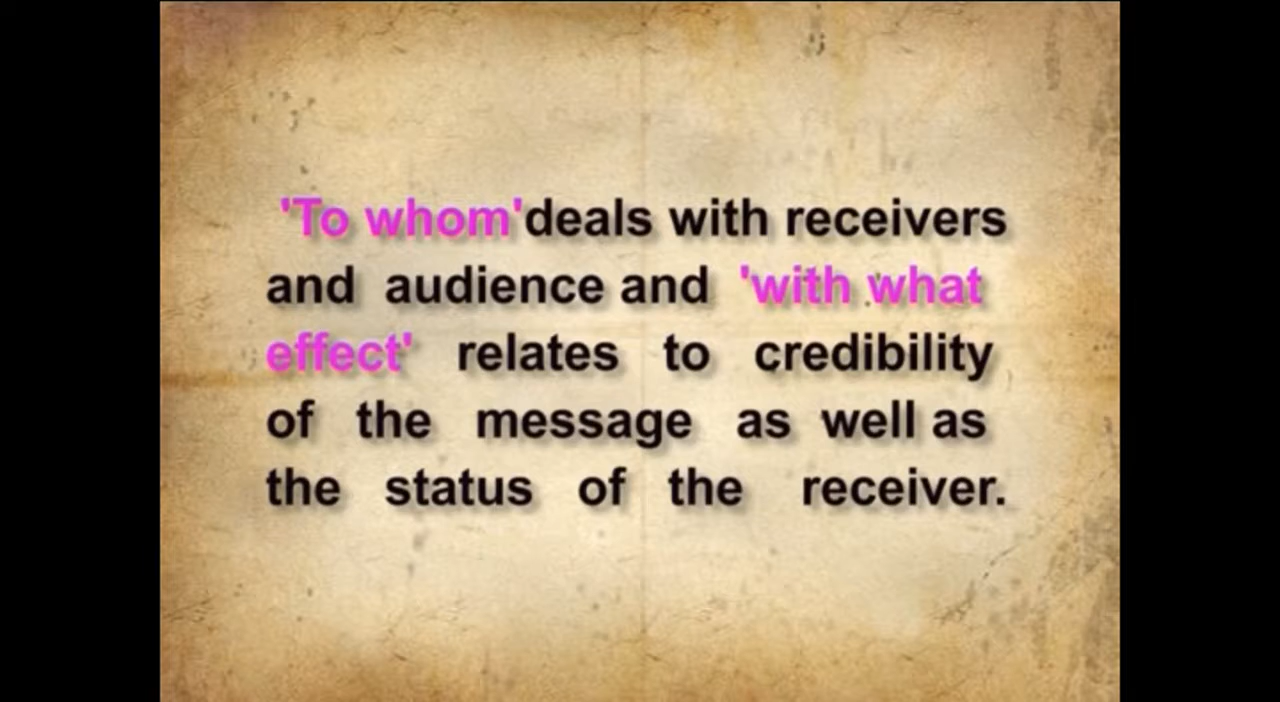 'To whom'deals with receivers
and audience and 'with what
effect' relates to credibility
of the message as well as
the status of the receiver.